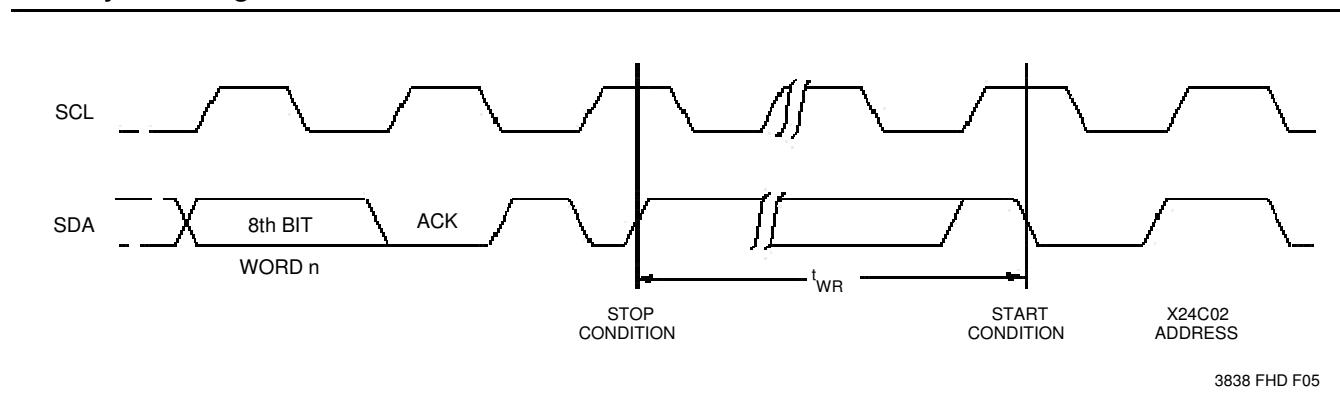 SCL
SDA
8th BIT
ACK
WORD n
tWR
STOP
CONDITION
START
CONDITION
X24C02
ADDRESS
3838 FHD F05